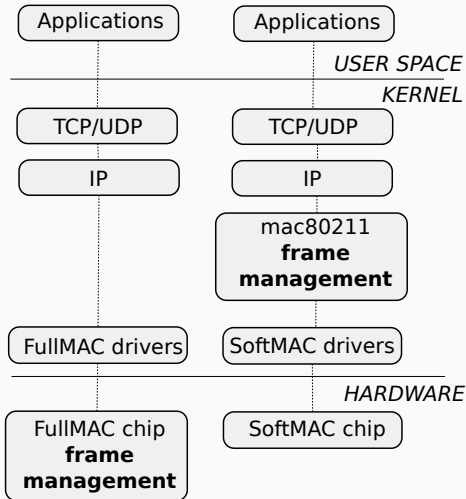 Applications
Applications
USER SPACE
KERNEL
TCP/UDP
TCP/UDP
IP
IP
mac80211
frame
management
FullMAC drivers
SoftMAC drivers
HARDWARE
FullMAC chip
frame
management
SoftMAC chip